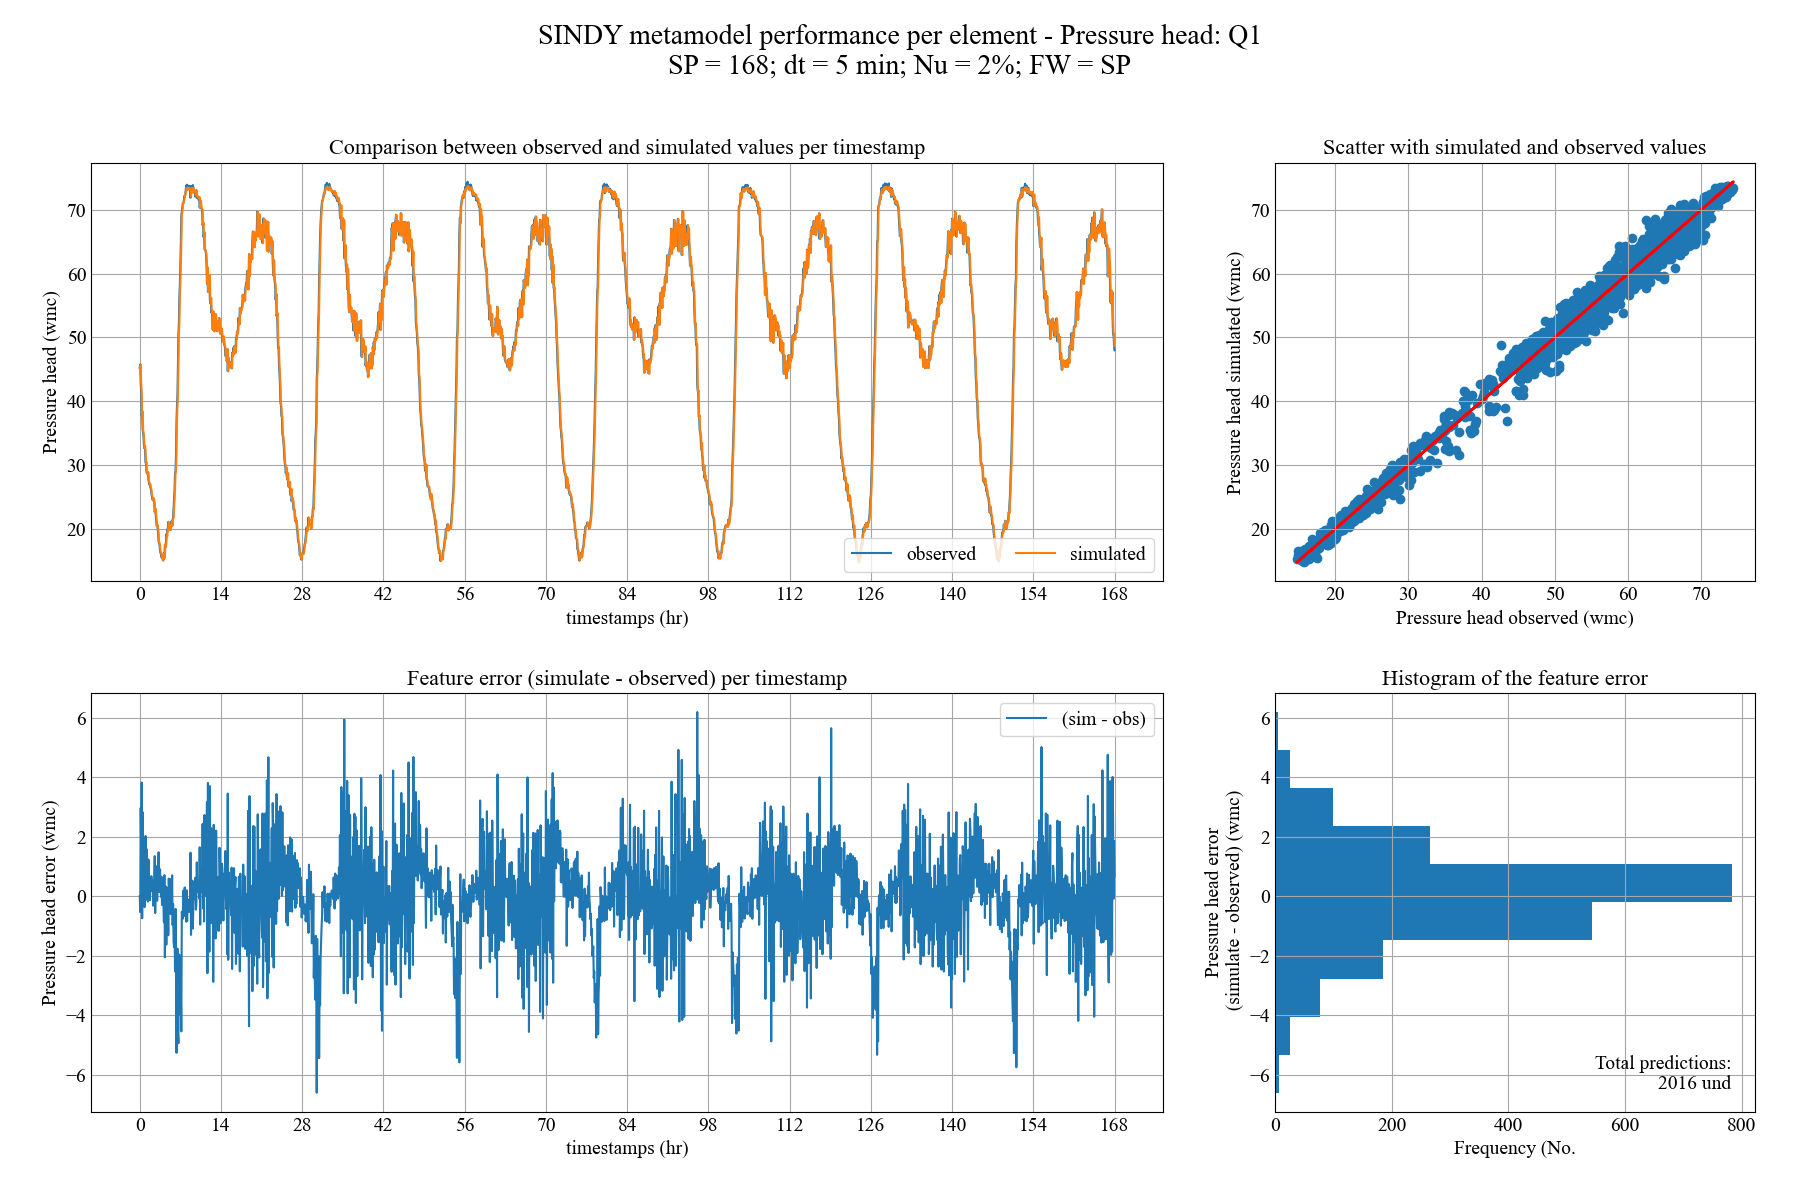 SINDY metamodel performance per element - Pressure head: Q1
SP = 168; dt = 5 min; Nu = 2%; FW = SP
Comparison between observed and simulated values per timestamp
Pressure head (wmc)
70
60
50
40
30
20
observed
simulated
0 14 28 42 56 70 84 98 112 126 140 154 168
timestamps (hr)
Scatter with simulated and observed values
Pressure head simulated (wmc)
70
60
50
40
30
20
20 30 40 50 60 70
Pressure head observed (wmc)
Feature error (simulate - observed) per timestamp
Pressure head error (wmc)
6
4
2
0
−2
−4
−6
(sim - obs)
0 14 28 42 56 70 84 98 112 126 140 154 168
timestamps (hr)
Histogram of the feature error
Pressure head error
(simulate - observed) (wmc)
6
4
2
0
−2
−4
−6
Total predictions:
2016 und
0 200 400 600 800
Frequency (No.